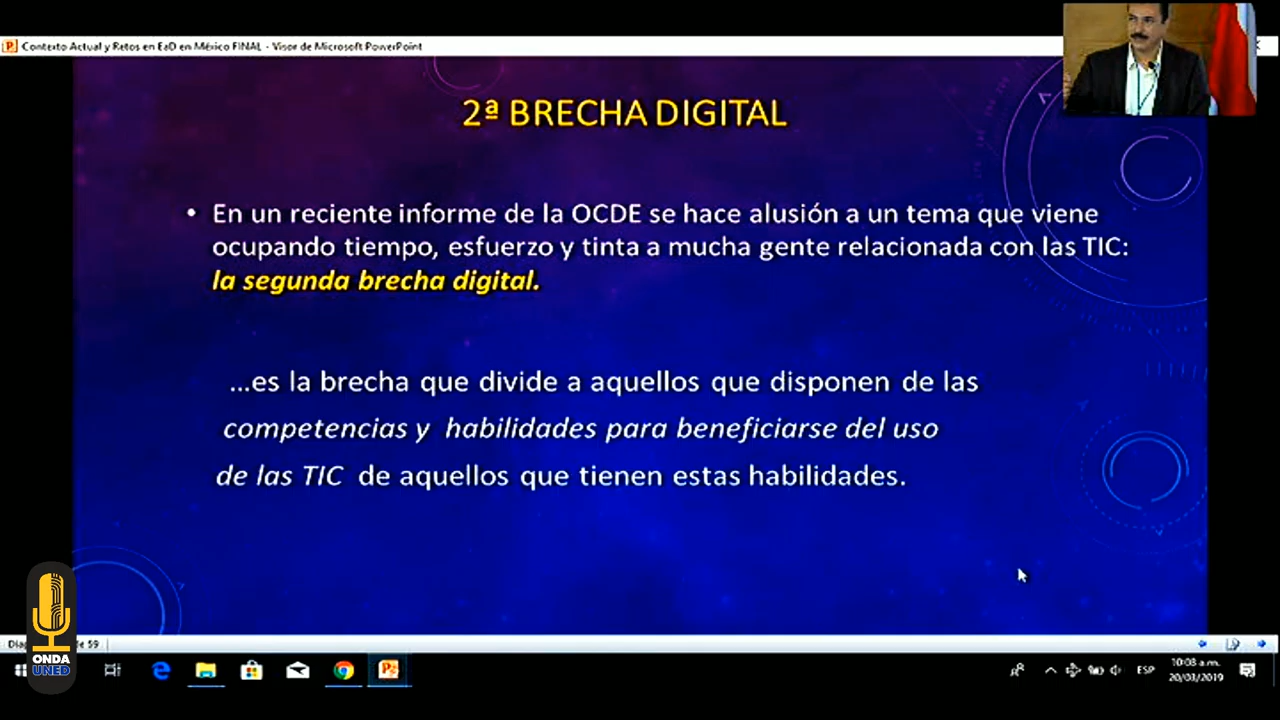 Contexto Actual y Retos en EaD en México FINAL - Visor de Microsoft PowerPoint
2ª BRECHA DIGITAL
• En un reciente informe de la OCDE se hace alusión a un tema que viene
ocupando tiempo, esfuerzo y tinta a mucha gente relacionada con las TIC:
la segunda brecha digital.
...es la brecha que divide a aquellos que disponen de las
competencias y habilidades para beneficiarse del uso
de las TIC de aquellos que tienen estas habilidades.
de 59
ONDA
UNED
ESP
10:03 a.m.
20/03/2019